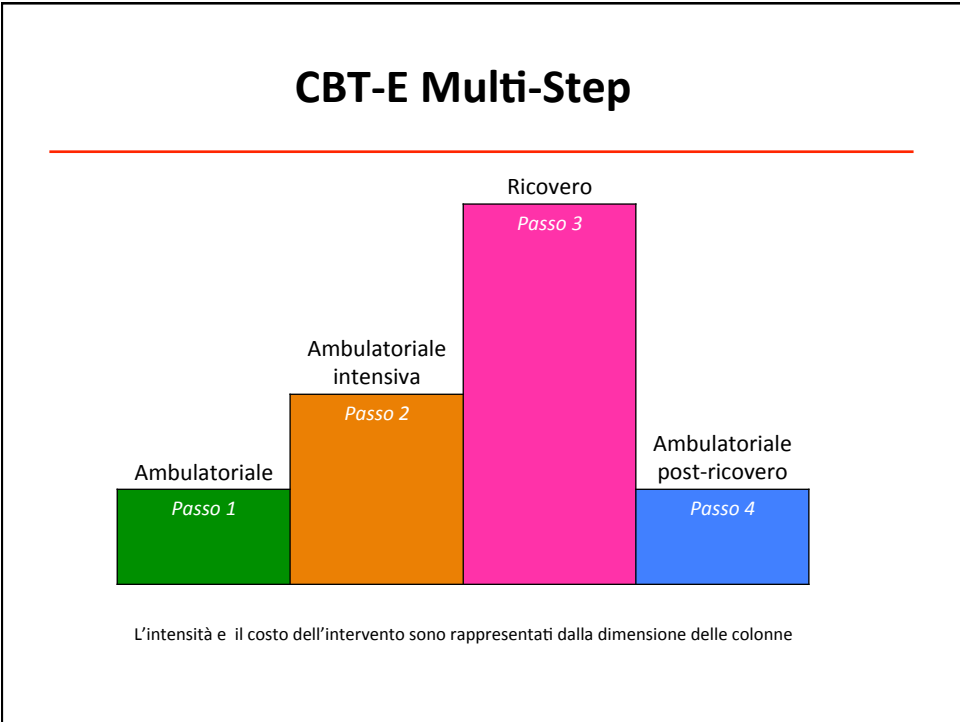 CBT-E Multi-Step
Ricovero
Passo 3
Ambulatoriale
intensiva
Passo 2
Ambulatoriale
Passo 1
Ambulatoriale
post-ricovero
Passo 4
L’intensità e il costo dell’intervento sono rappresentati dalla dimensione delle colonne